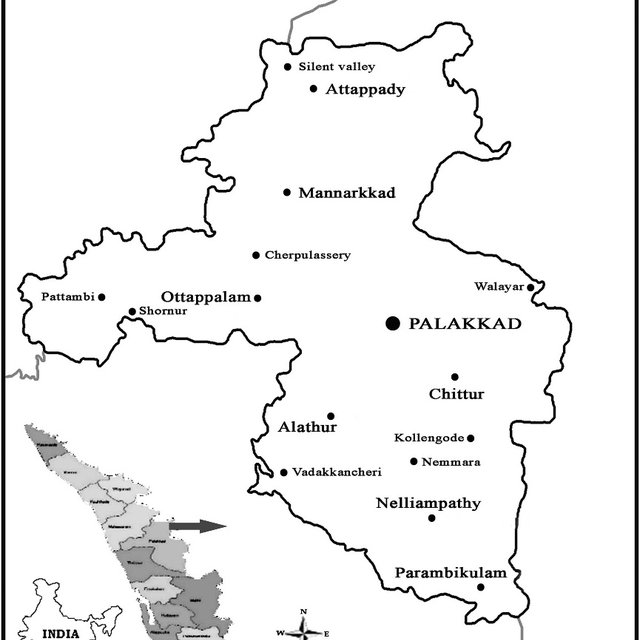 Silent valley
Attappady
Mannarkkad
Cherpulassery
Walayar
Pattambi
Ottappalam
Shornur
PALAKKAD
Chittur
Alathur
Kollengode
Nemmara
Vadakkancheri
Nelliampathy
Parambikulam
N
W E
INDIA